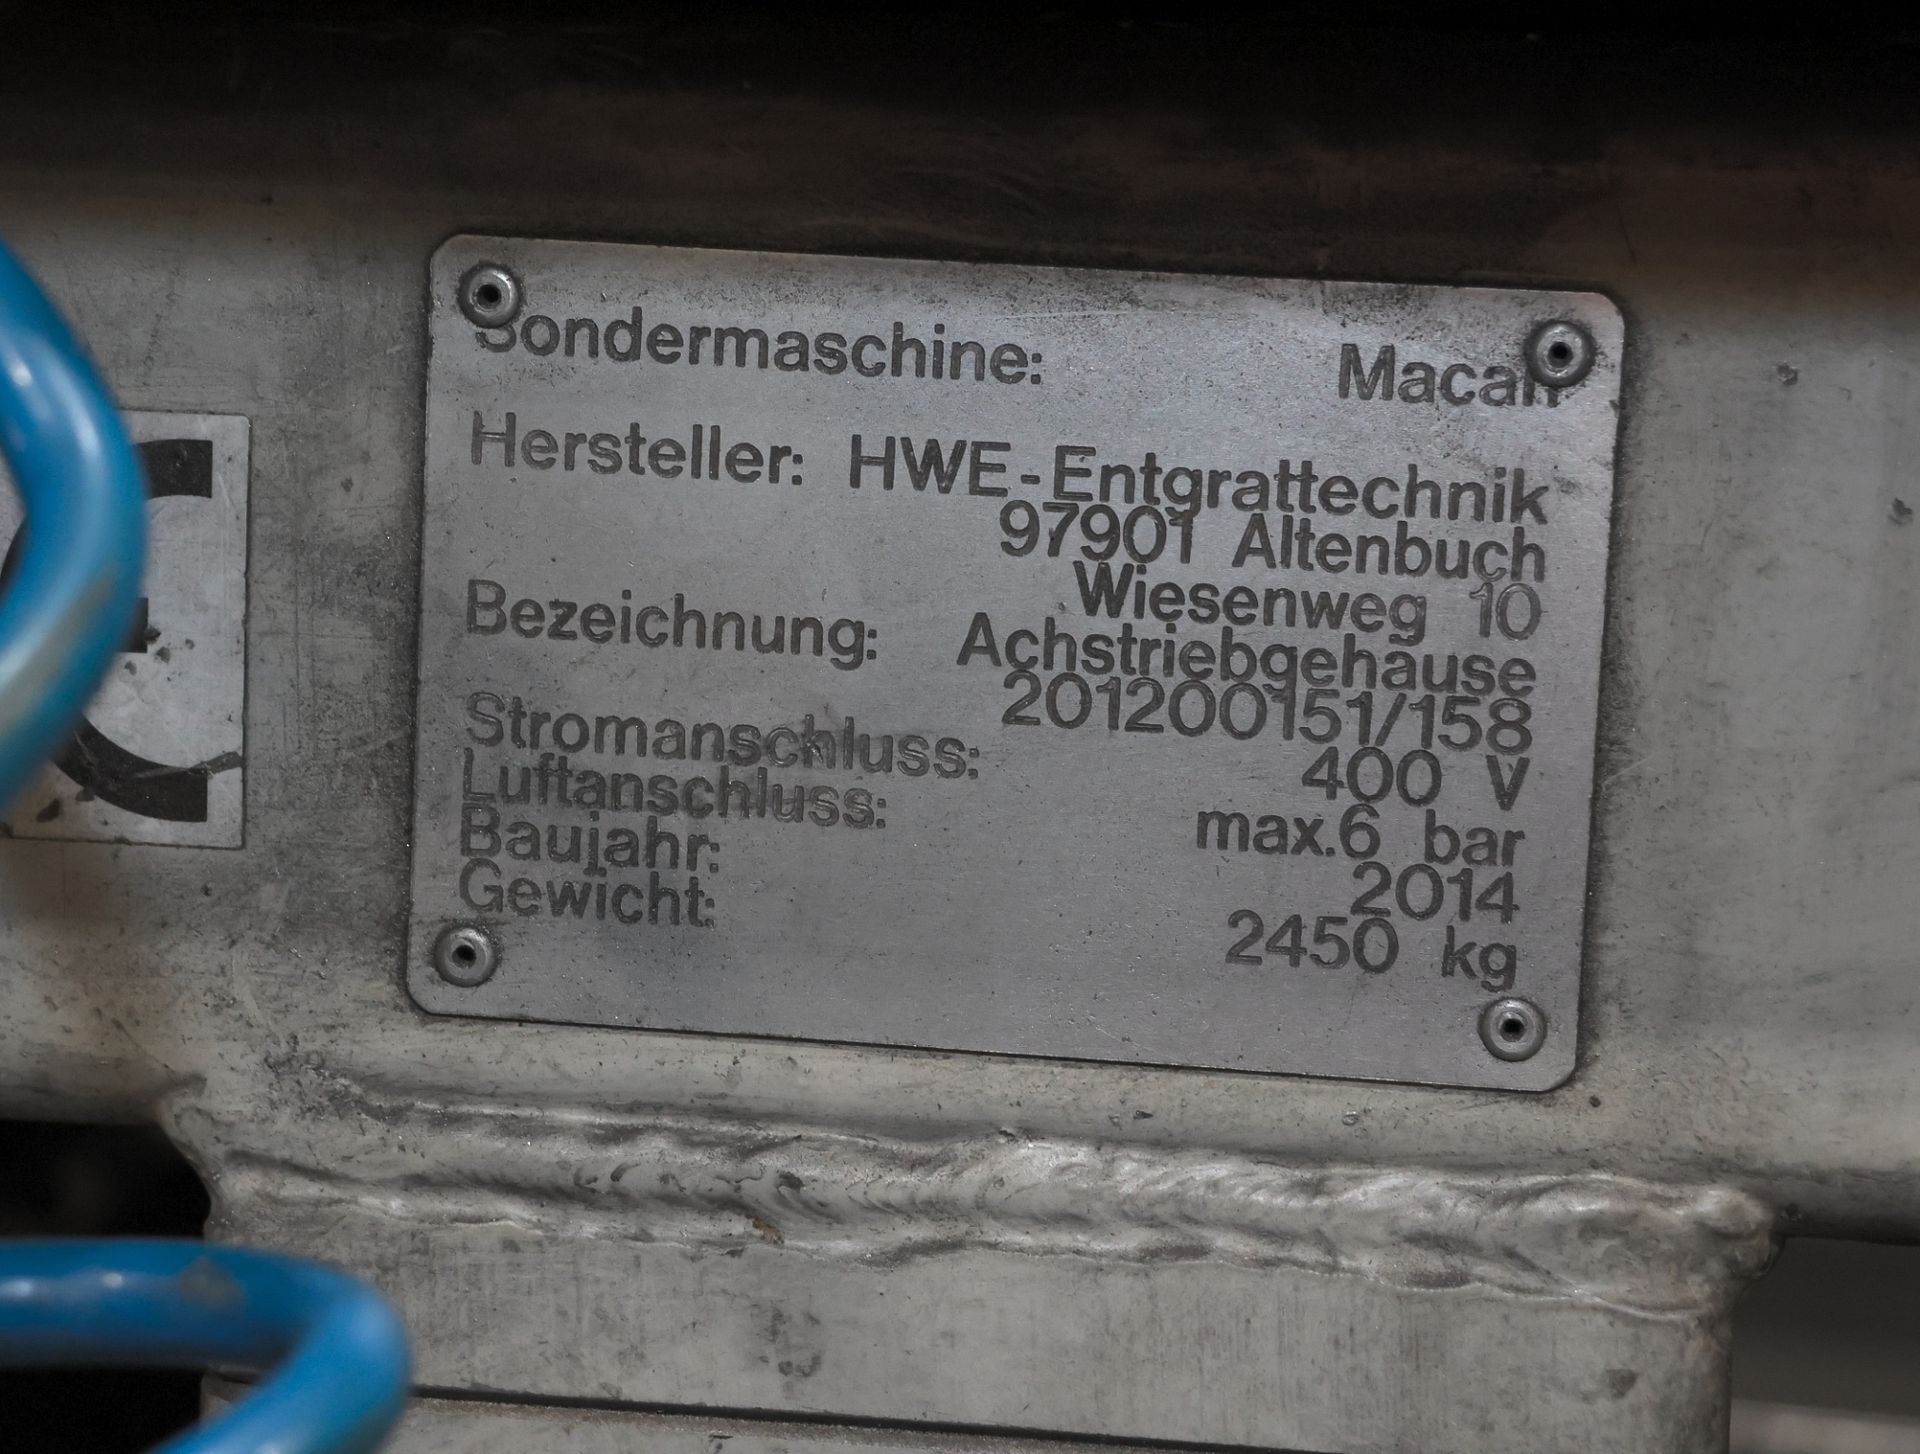 Sondermaschine: Macan
Hersteller: HWE-Entgrattechnik
97901 Altenbuch
Wiesenweg 10
Bezeichnung: Achstriebgehäuse
201200151/158
Stromanschluss: 400 V
Luftanschluss: max.6 bar
Baujahr: 2014
Gewicht: 2450 kg